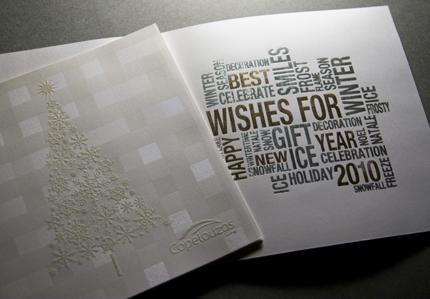 WINTER
SEASON
DECORATION
BEST
CELEBRATE
SMILES
FROST
FLAME
SEASON
WINTER
ICE
FROSTY
WISHES FOR
HAPPY
WINTERTIME
SNOW
NATALE
GIFT
DECORATION
YEAR
NOEL
NATALE
NEW
ICE
CELEBRATION
SNOWFALL
ICE
HOLIDAY
2010
SNOWFALL
FREEZE
Copelouzos